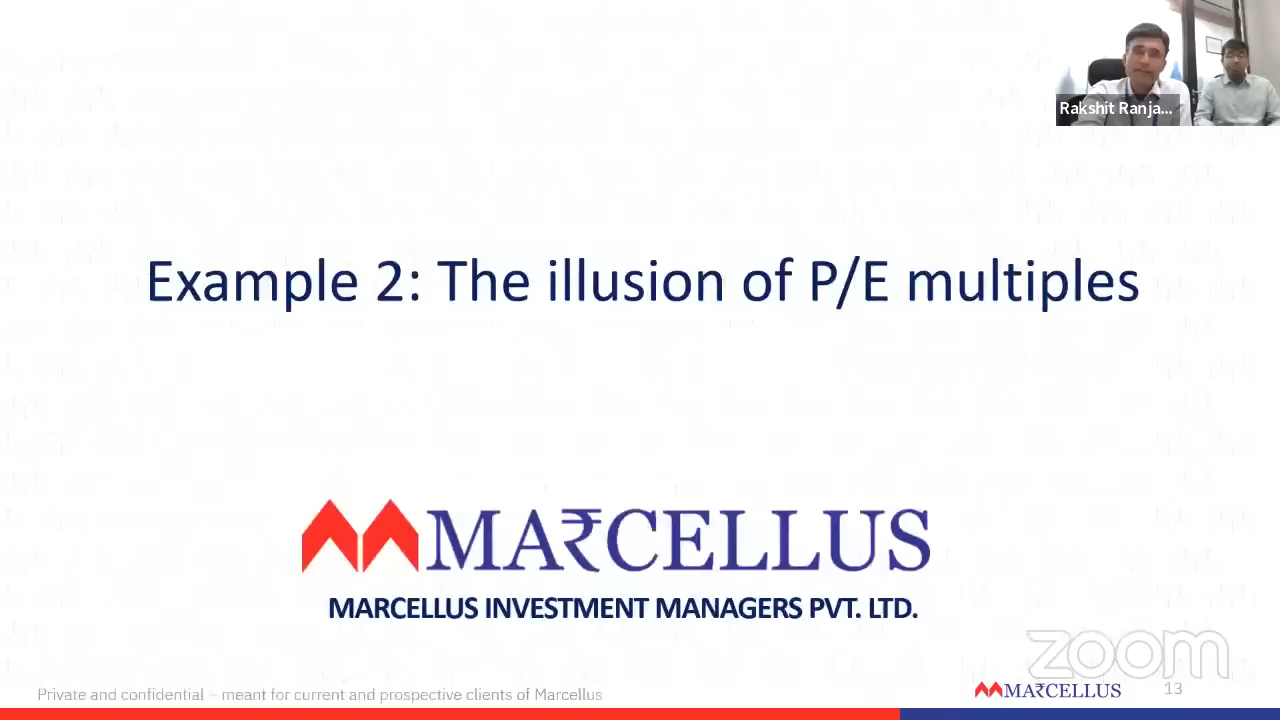 Rakshit Ranja...
Example 2: The illusion of P/E multiples
MA₹CELLUS
MARCELLUS INVESTMENT MANAGERS PVT. LTD.
zoom
Private and confidential – meant for current and prospective clients of Marcellus
MA₹CELLUS
13